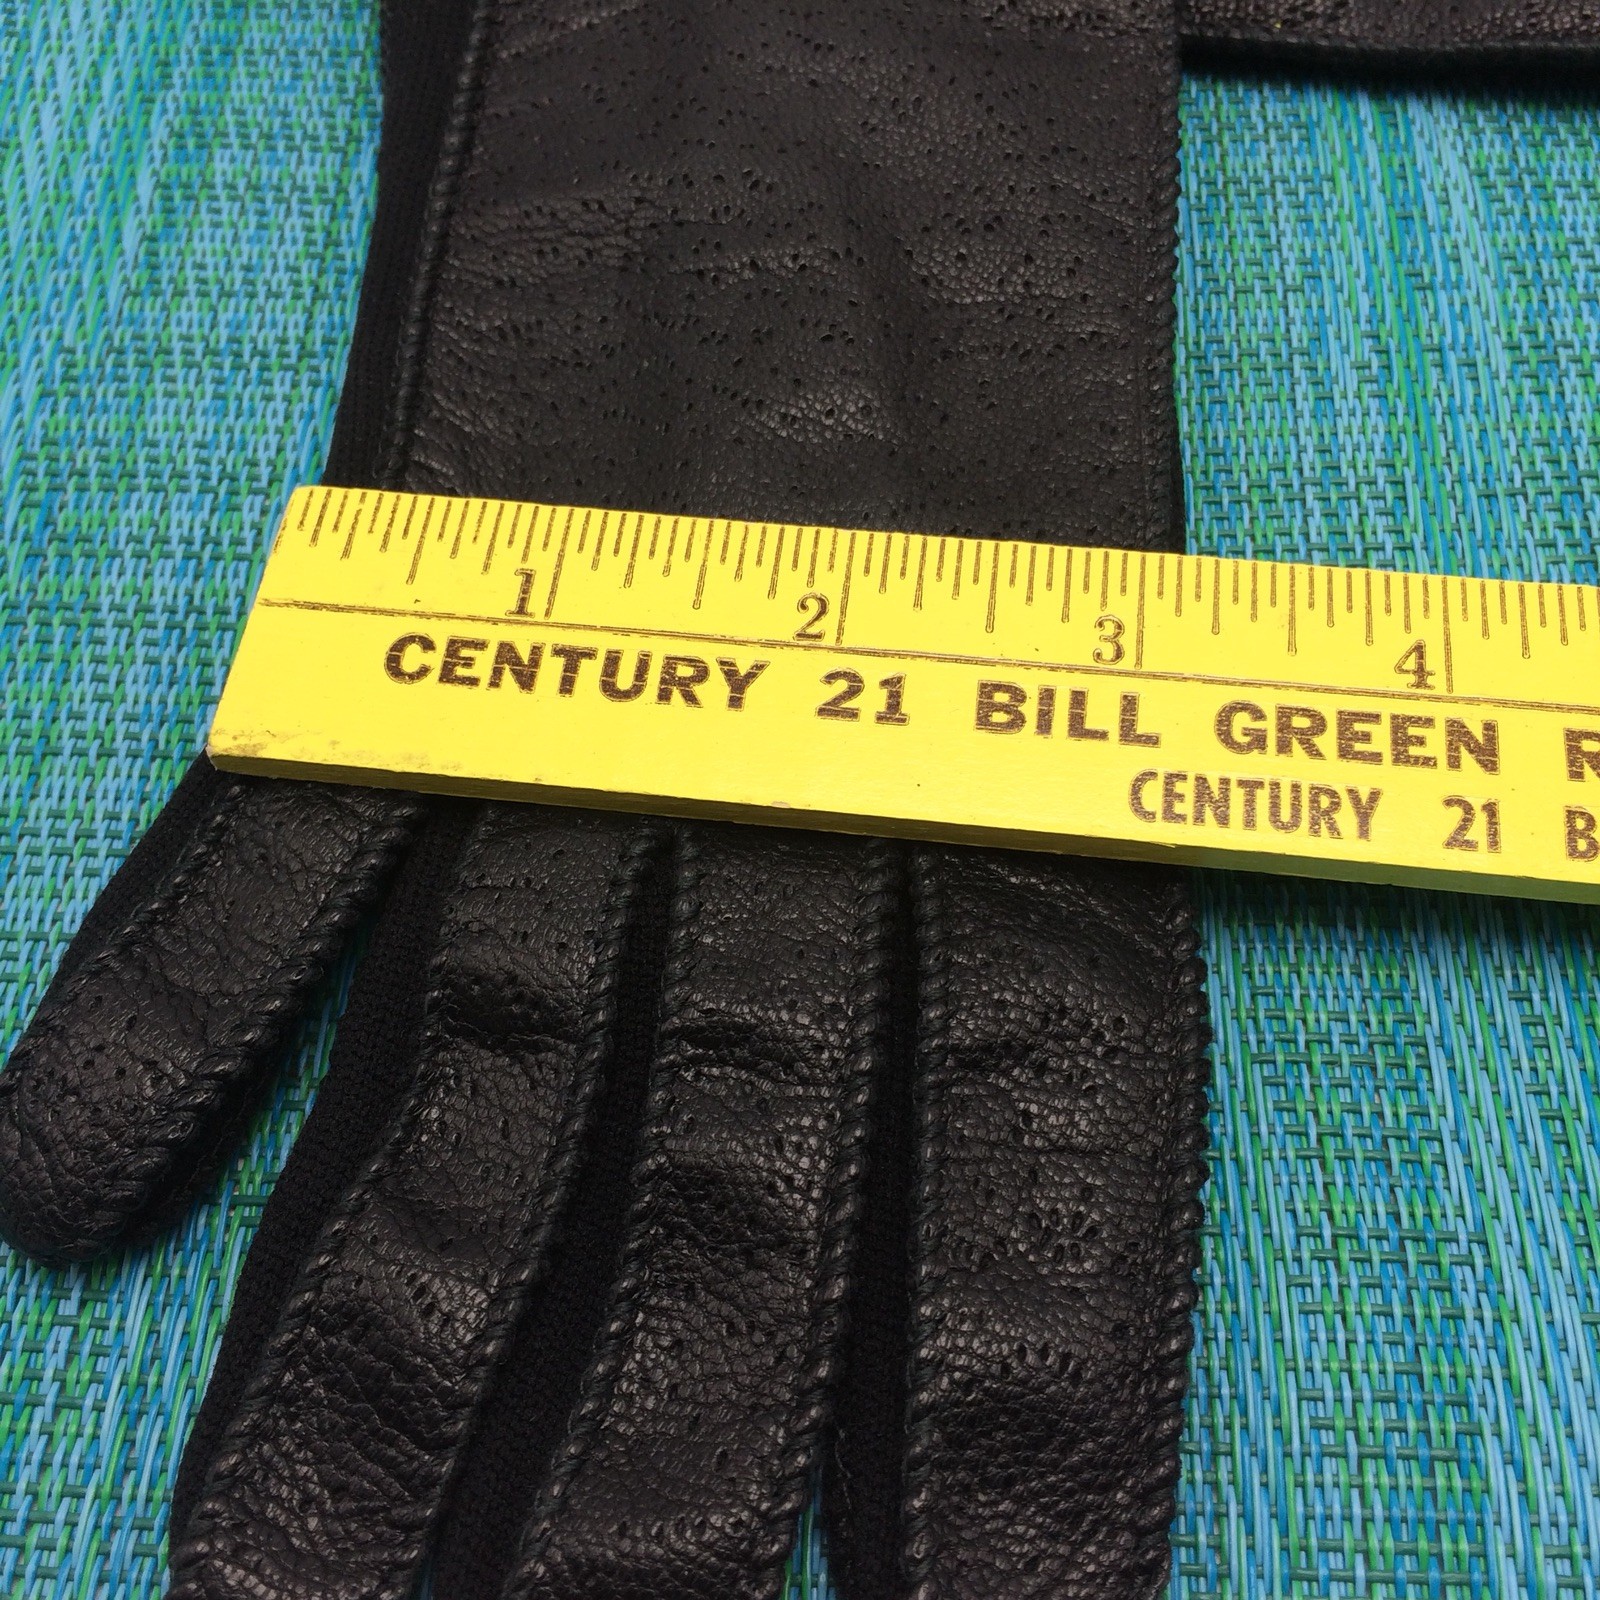 1 2 3 4
CENTURY 21 BILL GREEN
CENTURY 21